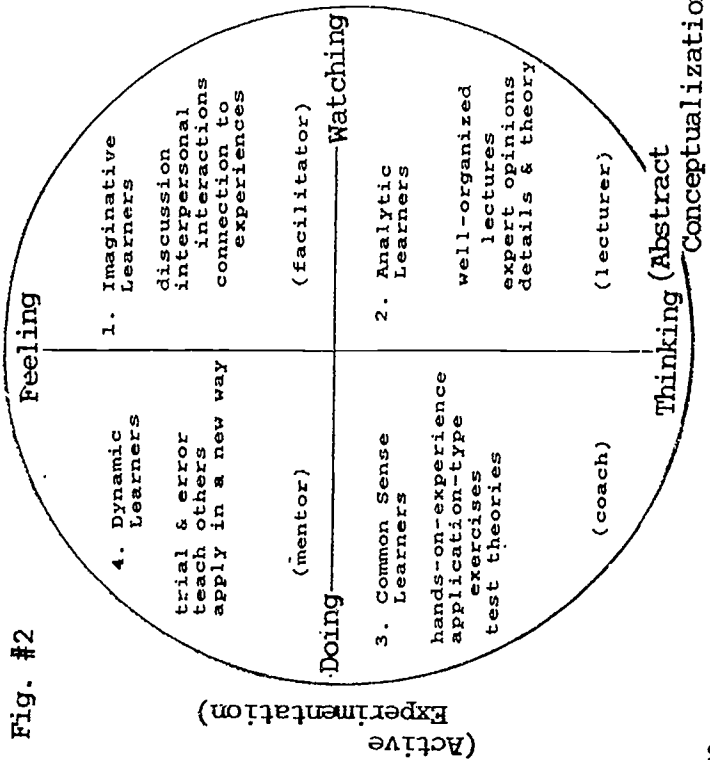 Fig. #2
Feeling
4. Dynamic
Learners
trial & error
teach others
apply in a new way
(mentor)
1. Imaginative
Learners
discussion
interpersonal
interactions
connection to
experiences
(facilitator)
Doing
Watching
(Active
Experimentation)
3. Common Sense
Learners
hands-on-experience
application-type
exercises
test theories
(coach)
2. Analytic
Learners
well-organized
lectures
expert opinions
details & theory
(lecturer)
Thinking (Abstract
Conceptualization